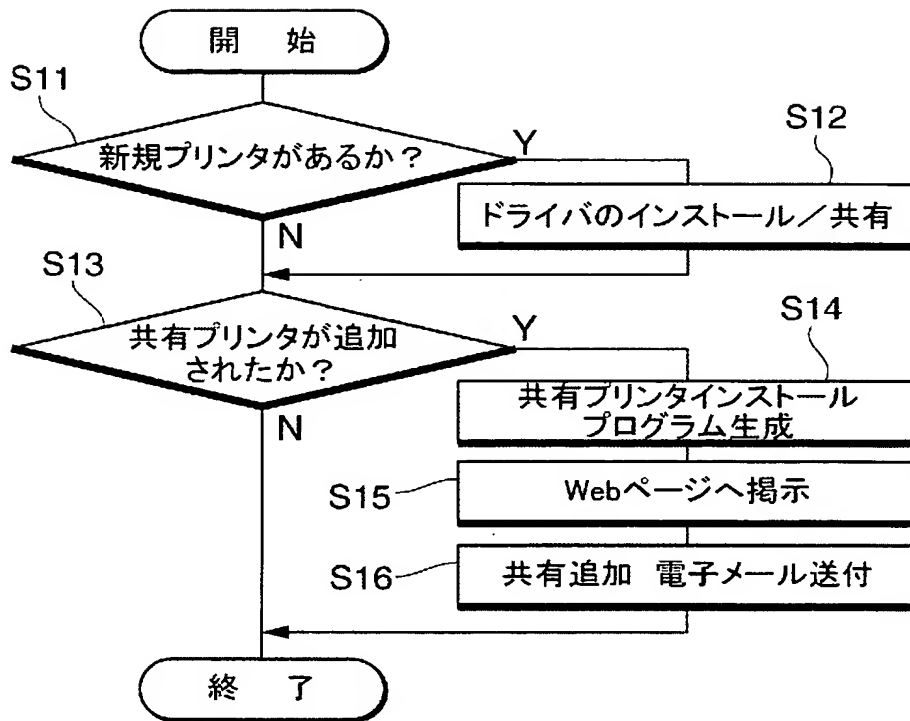 開 始
S11
新規プリンタがあるか？
Y
S12
ドライバのインストール／共有
N
S13
共有プリンタが追加
されたか？
Y
S14
共有プリンタインストール
プログラム生成
N
S15
Webページへ掲示
S16
共有追加 電子メール送付
終 了